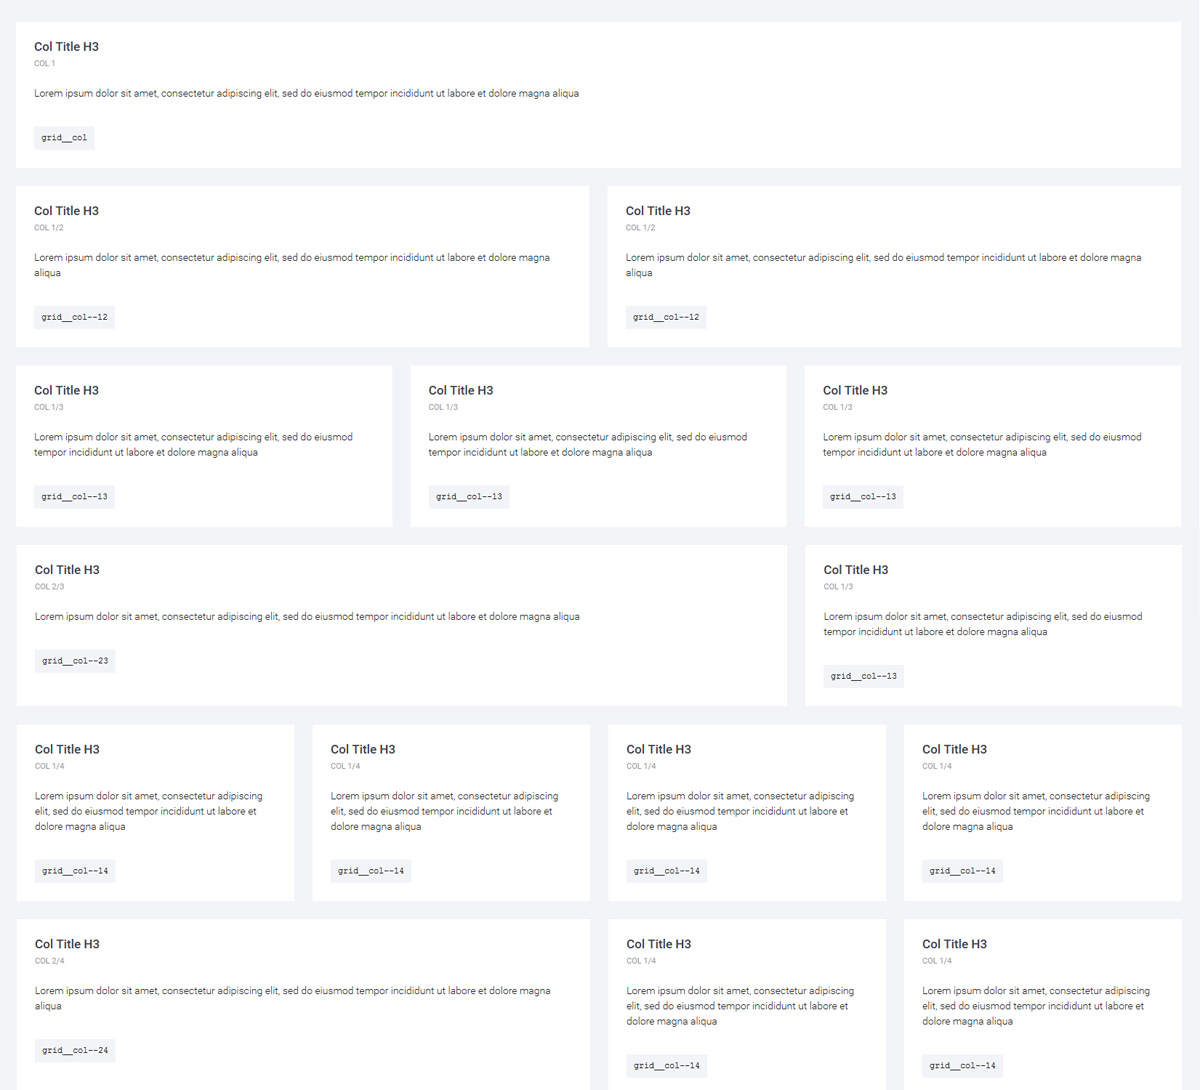 Col Title H3
COL 1
Lorem ipsum dolor sit amet, consectetur adipiscing elit, sed do eiusmod tempor incididunt ut labore et dolore magna aliqua
grid__col
Col Title H3
COL 1/2
Lorem ipsum dolor sit amet, consectetur adipiscing elit, sed do eiusmod tempor incididunt ut labore et dolore magna
aliqua
grid__col--12
Col Title H3
COL 1/2
Lorem ipsum dolor sit amet, consectetur adipiscing elit, sed do eiusmod tempor incididunt ut labore et dolore magna
aliqua
grid__col--12
Col Title H3
COL 1/3
Lorem ipsum dolor sit amet, consectetur adipiscing elit, sed do eiusmod
tempor incididunt ut labore et dolore magna aliqua
grid__col--13
Col Title H3
COL 1/3
Lorem ipsum dolor sit amet, consectetur adipiscing elit, sed do eiusmod
tempor incididunt ut labore et dolore magna aliqua
grid__col--13
Col Title H3
COL 1/3
Lorem ipsum dolor sit amet, consectetur adipiscing elit, sed do eiusmod
tempor incididunt ut labore et dolore magna aliqua
grid__col--13
Col Title H3
COL 2/3
Lorem ipsum dolor sit amet, consectetur adipiscing elit, sed do eiusmod tempor incididunt ut labore et dolore magna aliqua
grid__col--23
Col Title H3
COL 1/3
Lorem ipsum dolor sit amet, consectetur adipiscing elit, sed do eiusmod
tempor incididunt ut labore et dolore magna aliqua
grid__col--13
Col Title H3
COL 1/4
Lorem ipsum dolor sit amet, consectetur adipiscing
elit, sed do eiusmod tempor incididunt ut labore et
dolore magna aliqua
grid__col--14
Col Title H3
COL 1/4
Lorem ipsum dolor sit amet, consectetur adipiscing
elit, sed do eiusmod tempor incididunt ut labore et
dolore magna aliqua
grid__col--14
Col Title H3
COL 1/4
Lorem ipsum dolor sit amet, consectetur adipiscing
elit, sed do eiusmod tempor incididunt ut labore et
dolore magna aliqua
grid__col--14
Col Title H3
COL 1/4
Lorem ipsum dolor sit amet, consectetur adipiscing
elit, sed do eiusmod tempor incididunt ut labore et
dolore magna aliqua
grid__col--14
Col Title H3
COL 2/4
Lorem ipsum dolor sit amet, consectetur adipiscing elit, sed do eiusmod tempor incididunt ut labore et dolore magna
aliqua
grid__col--24
Col Title H3
COL 1/4
Lorem ipsum dolor sit amet, consectetur adipiscing
elit, sed do eiusmod tempor incididunt ut labore et
dolore magna aliqua
grid__col--14
Col Title H3
COL 1/4
Lorem ipsum dolor sit amet, consectetur adipiscing
elit, sed do eiusmod tempor incididunt ut labore et
dolore magna aliqua
grid__col--14